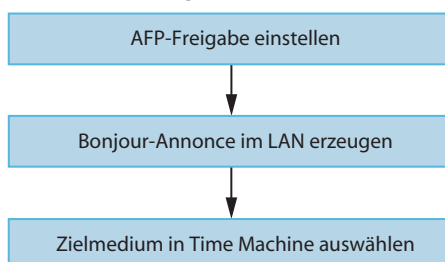 AFP-Freigabe einstellen
Bonjour-Annonce im LAN erzeugen
Zielmedium in Time Machine auswählen